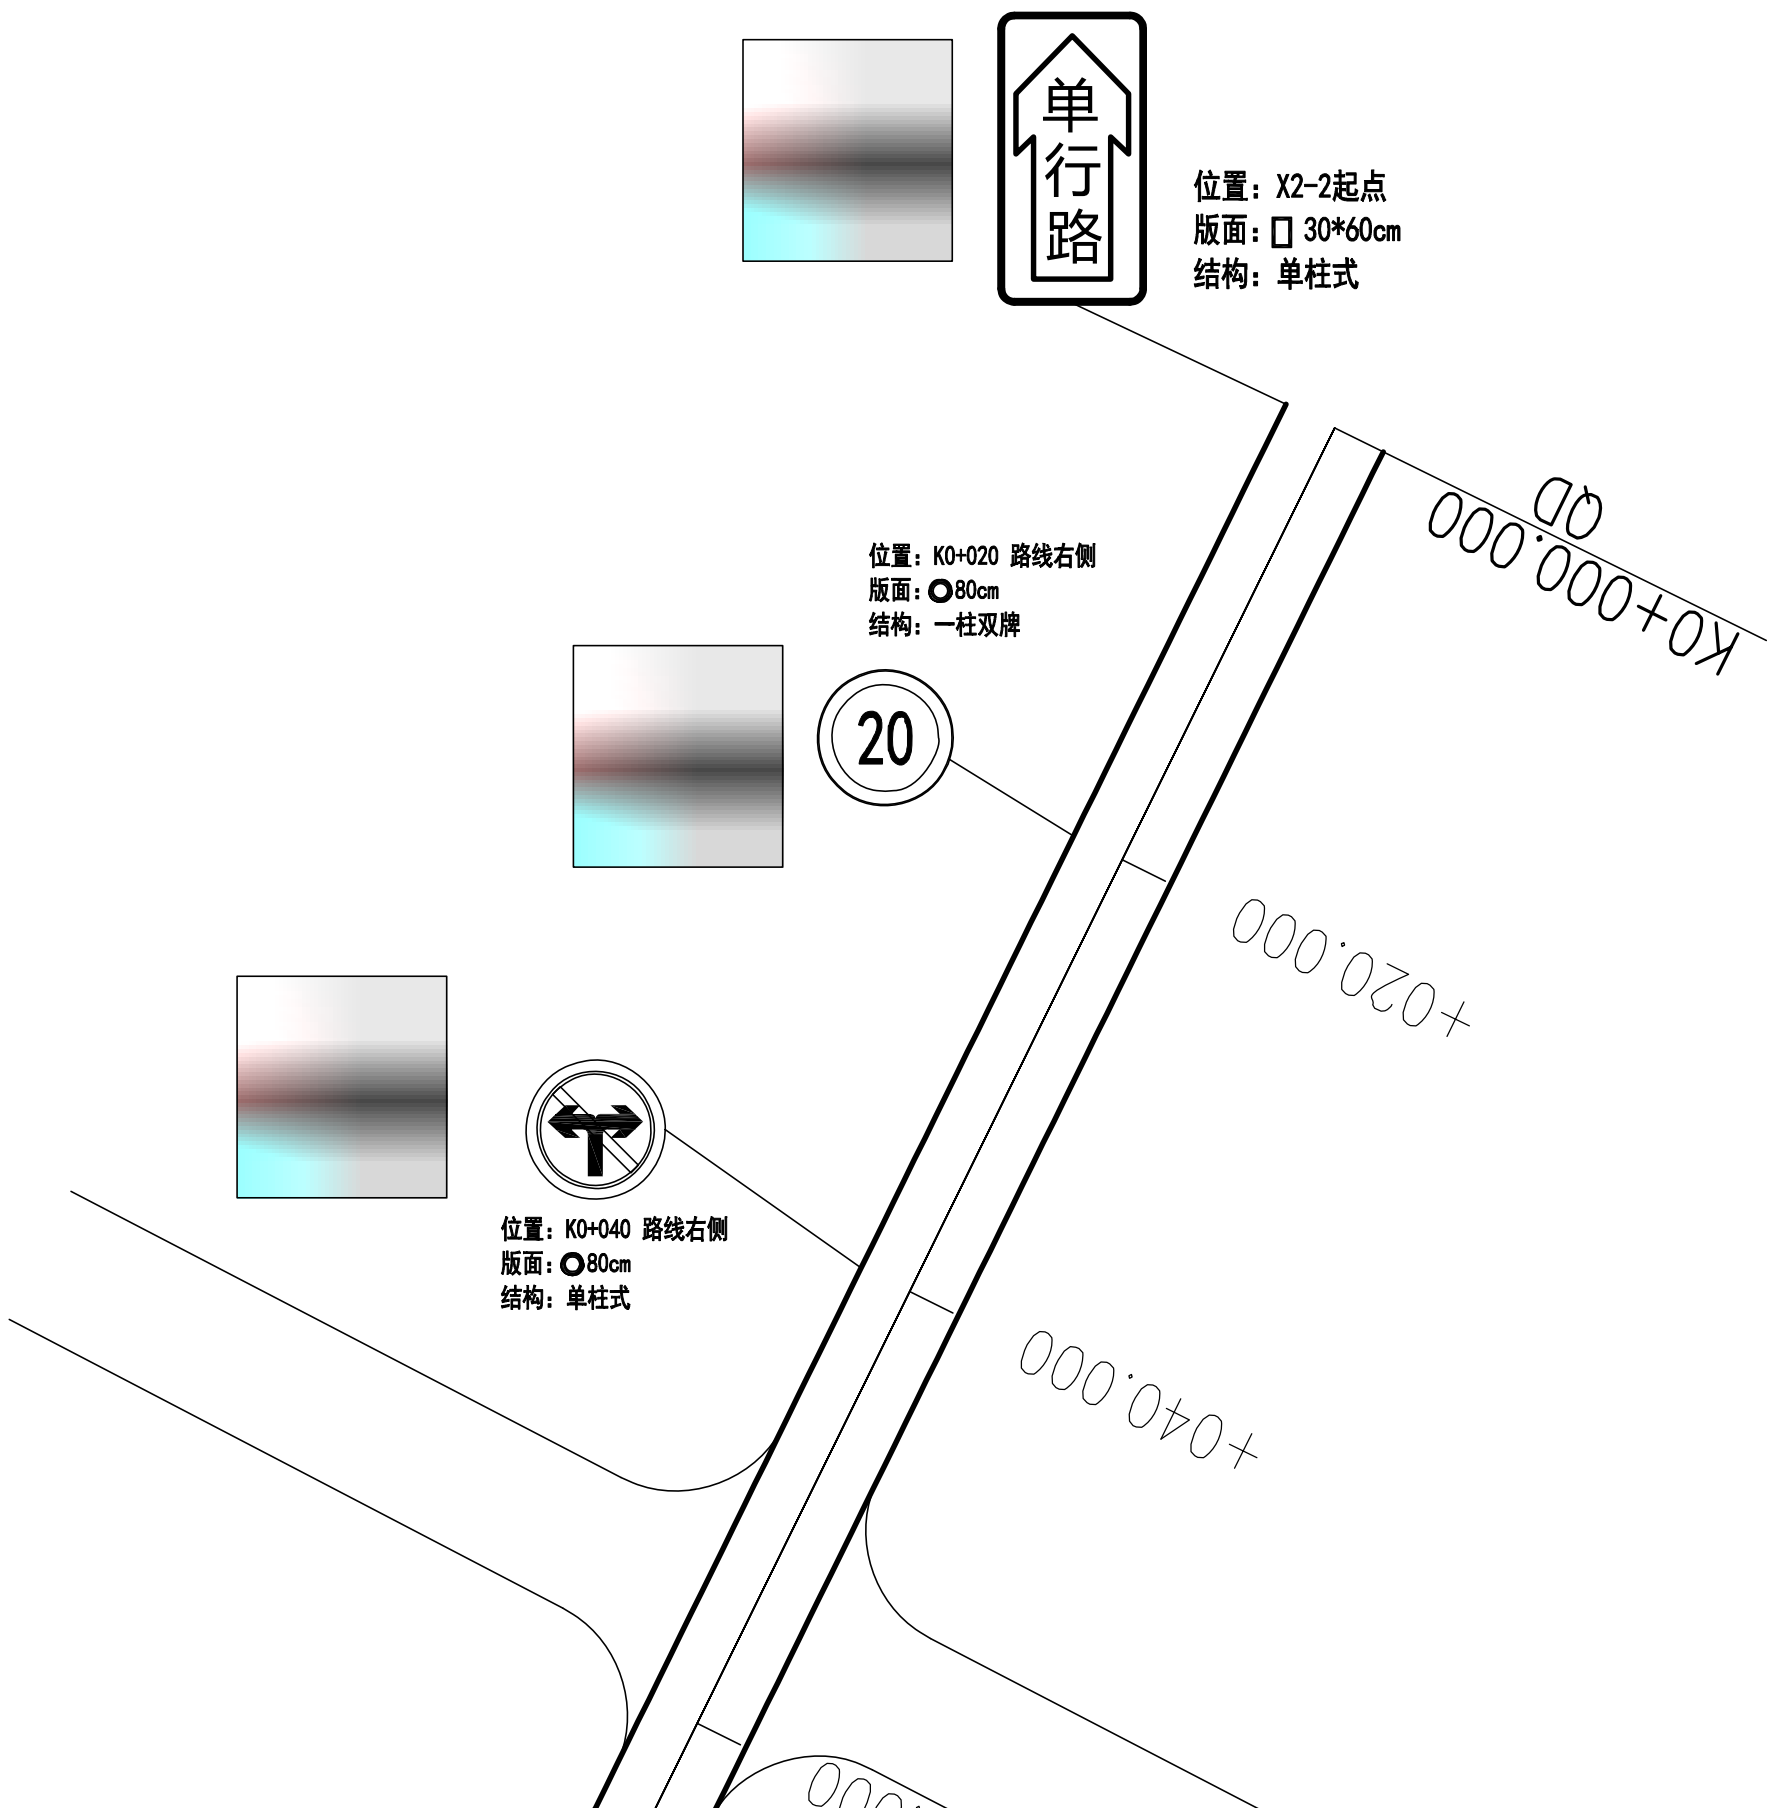 单
行
路
位置：X2-2起点
版面：□ 30*60cm
结构：单柱式
QD
K0+000.000
位置：K0+020 路线右侧
版面：○80cm
结构：一柱双牌
20
+020.000
位置：K0+040 路线右侧
版面：○80cm
结构：单柱式
+040.000